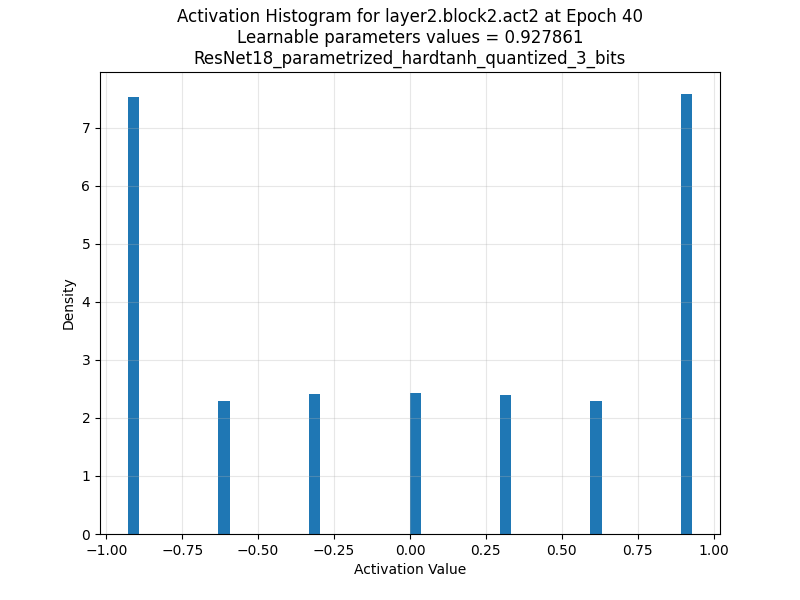 Activation Histogram for layer2.block2.act2 at Epoch 40
Learnable parameters values = 0.927861
ResNet18_parametrized_hardtanh_quantized_3_bits
Density
7
6
5
4
3
2
1
0
−1.00 −0.75 −0.50 −0.25 0.00 0.25 0.50 0.75 1.00
Activation Value